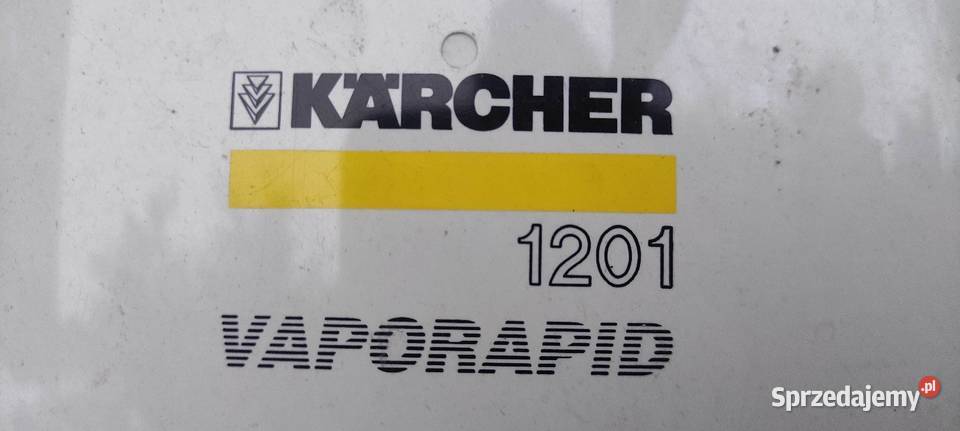 KÄRCHER
1201
VAPORAPID
Sprzedajemy.pl